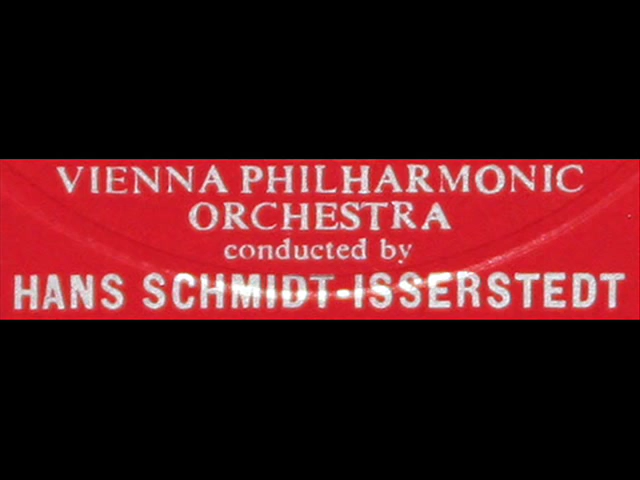 VIENNA PHILHARMONIC
ORCHESTRA
conducted by
HANS SCHMIDT-ISSERSTEDT